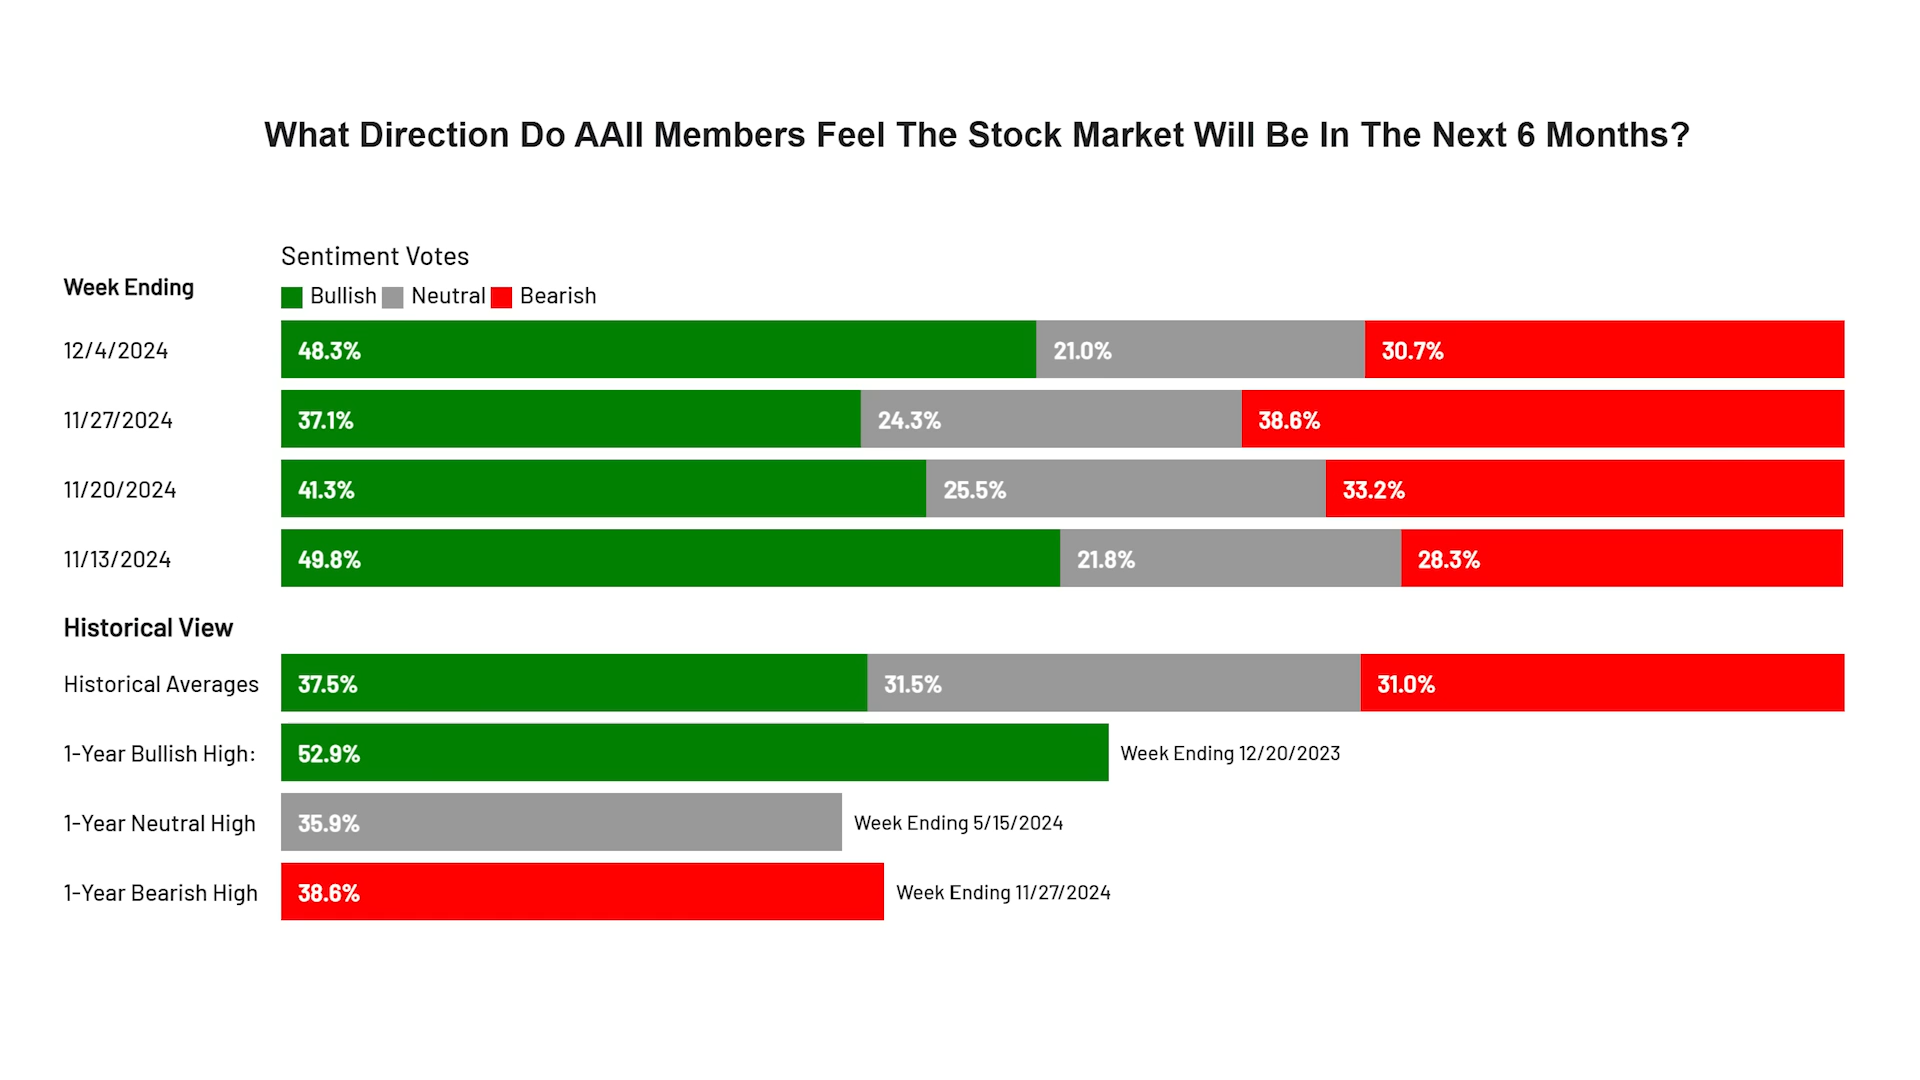 What Direction Do AAII Members Feel The Stock Market Will Be In The Next 6 Months?
Sentiment Votes
Week Ending
Bullish Neutral Bearish
12/4/2024 48.3% 21.0% 30.7%
11/27/2024 37.1% 24.3% 38.6%
11/20/2024 41.3% 25.5% 33.2%
11/13/2024 49.8% 21.8% 28.3%
Historical View
Historical Averages 37.5% 31.5% 31.0%
1-Year Bullish High: 52.9% Week Ending 12/20/2023
1-Year Neutral High 35.9% Week Ending 5/15/2024
1-Year Bearish High 38.6% Week Ending 11/27/2024